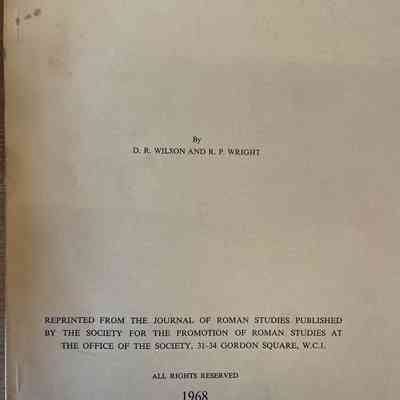 By
D. R. WILSON AND R. P. WRIGHT
REPRINTED FROM THE JOURNAL OF ROMAN STUDIES PUBLISHED
BY THE SOCIETY FOR THE PROMOTION OF ROMAN STUDIES AT
THE OFFICE OF THE SOCIETY, 31-34 GORDON SQUARE, W.C.1.
ALL RIGHTS RESERVED
1968